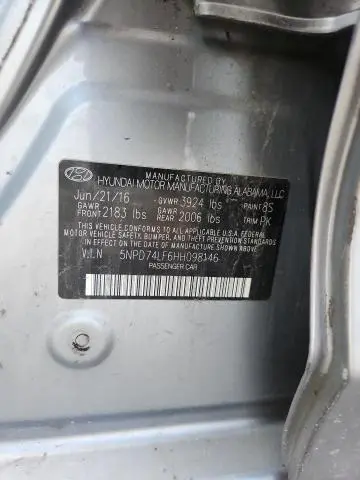 MANUFACTURED BY
HYUNDAI MOTOR MANUFACTURING ALABAMA, LLC
Jun/21/16 GVWR 3924 lbs PAINT 8S
GAWR FRONT 2183 lbs GAWR REAR 2006 lbs TRIM PK
THIS VEHICLE CONFORMS TO ALL APPLICABLE U.S.A. FEDERAL
MOTOR VEHICLE SAFETY, BUMPER, AND THEFT PREVENTION
STANDARDS IN EFFECT ON THE DATE OF MANUFACTURE SHOWN ABOVE.
V.I.N 5NPD74LF6HH098146
PASSENGER CAR